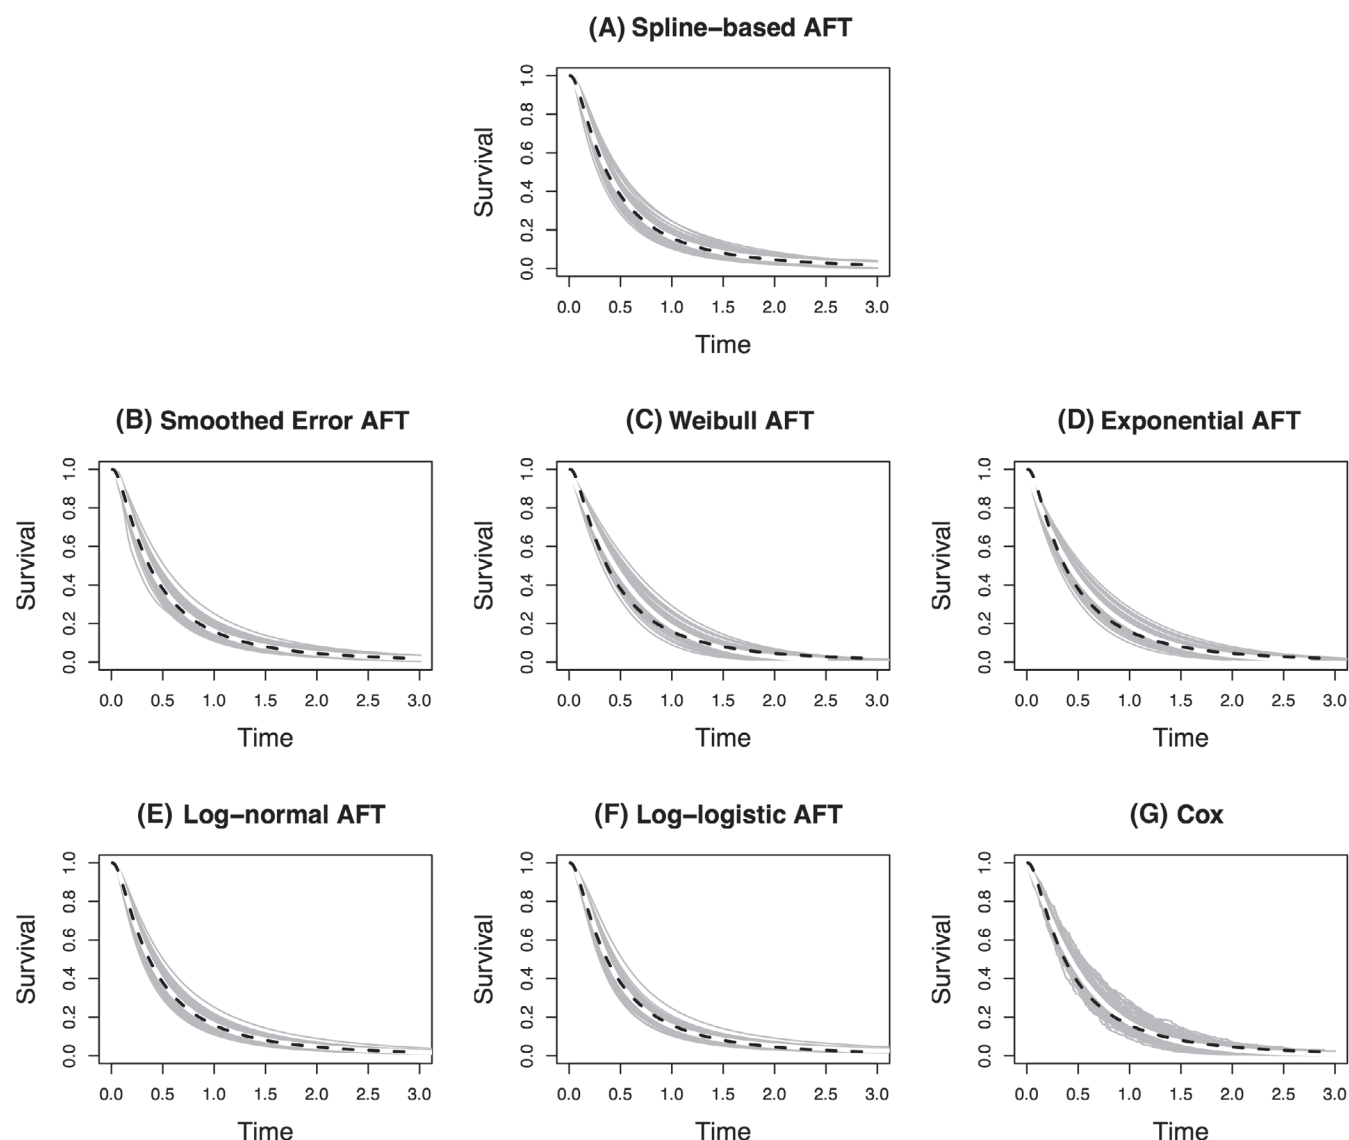 (A) Spline–based AFT
Survival
0.0 0.2 0.4 0.6 0.8 1.0
0.0 0.5 1.0 1.5 2.0 2.5 3.0
Time
(B) Smoothed Error AFT
Survival
0.0 0.2 0.4 0.6 0.8 1.0
0.0 0.5 1.0 1.5 2.0 2.5 3.0
Time
(C) Weibull AFT
Survival
0.0 0.2 0.4 0.6 0.8 1.0
0.0 0.5 1.0 1.5 2.0 2.5 3.0
Time
(D) Exponential AFT
Survival
0.0 0.2 0.4 0.6 0.8 1.0
0.0 0.5 1.0 1.5 2.0 2.5 3.0
Time
(E) Log–normal AFT
Survival
0.0 0.2 0.4 0.6 0.8 1.0
0.0 0.5 1.0 1.5 2.0 2.5 3.0
Time
(F) Log–logistic AFT
Survival
0.0 0.2 0.4 0.6 0.8 1.0
0.0 0.5 1.0 1.5 2.0 2.5 3.0
Time
(G) Cox
Survival
0.0 0.2 0.4 0.6 0.8 1.0
0.0 0.5 1.0 1.5 2.0 2.5 3.0
Time